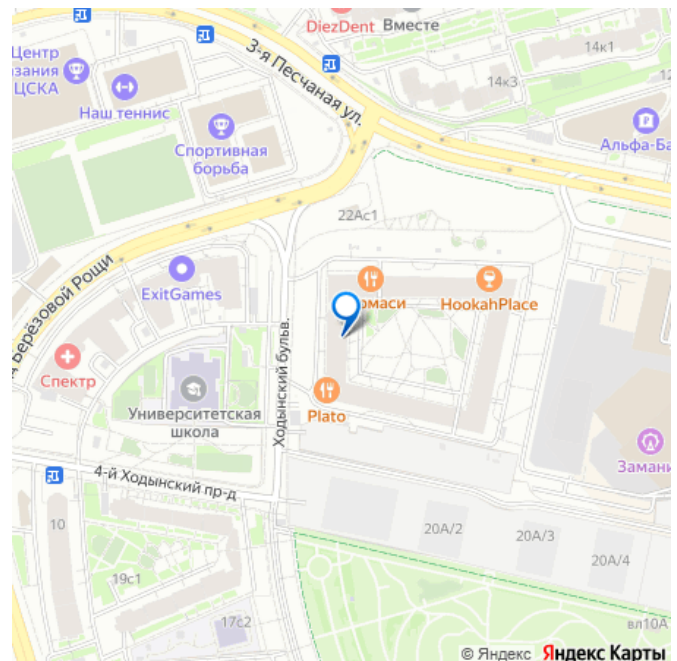 DiezDent Вместе
14к1
Центр
ЦСКА
3-я Песчаная ул.
14к3
Наш теннис
Альфа-Ба
Спортивная
борьба
22Ас1
Берёзовой Рощи
ExitGames
HookahPlace
Спектр
Ходынский бульв.
Университетская
школа
Plato
4-й Ходынский пр-д
Замани
10
20А/2
20А/3
20А/4
19с1
17с2
вл10А
© Яндекс Яндекс Карты